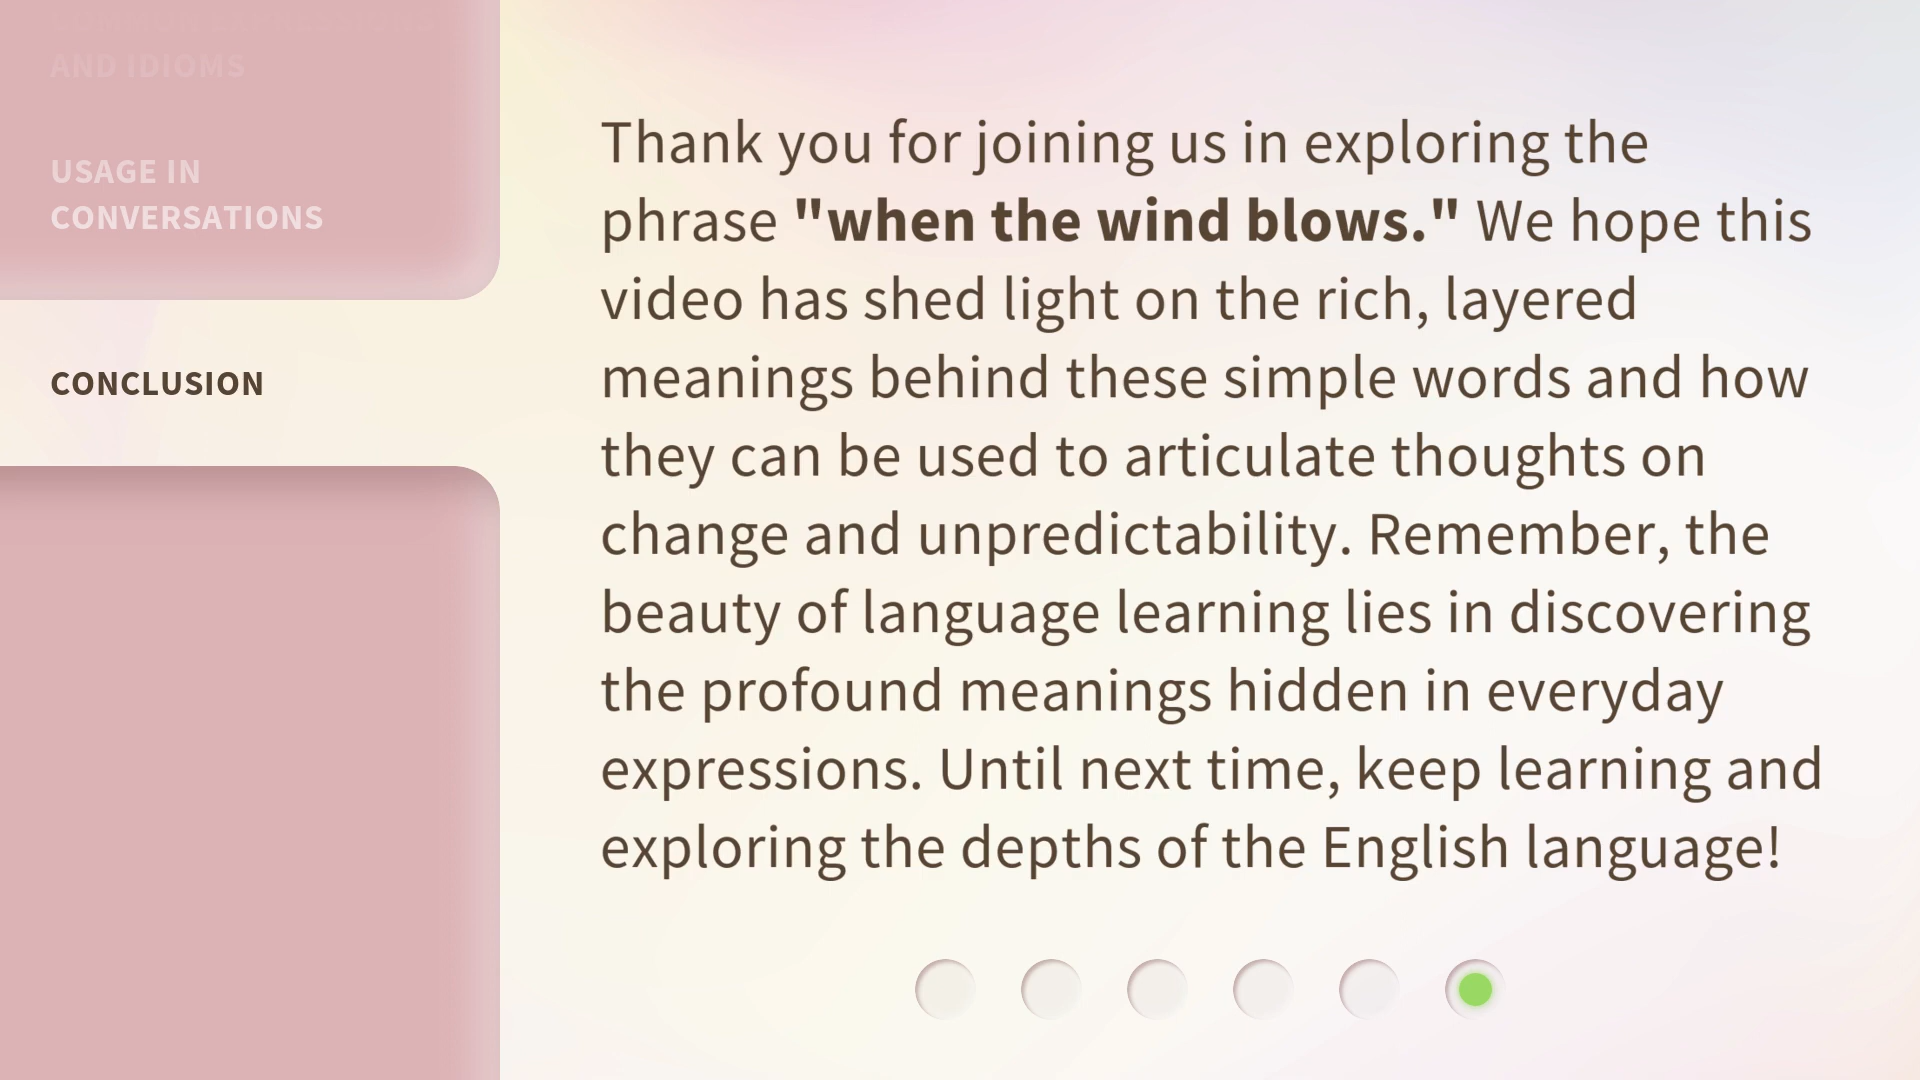 AND IDIOMS
USAGE IN
CONVERSATIONS
CONCLUSION
Thank you for joining us in exploring the
phrase "when the wind blows." We hope this
video has shed light on the rich, layered
meanings behind these simple words and how
they can be used to articulate thoughts on
change and unpredictability. Remember, the
beauty of language learning lies in discovering
the profound meanings hidden in everyday
expressions. Until next time, keep learning and
exploring the depths of the English language!